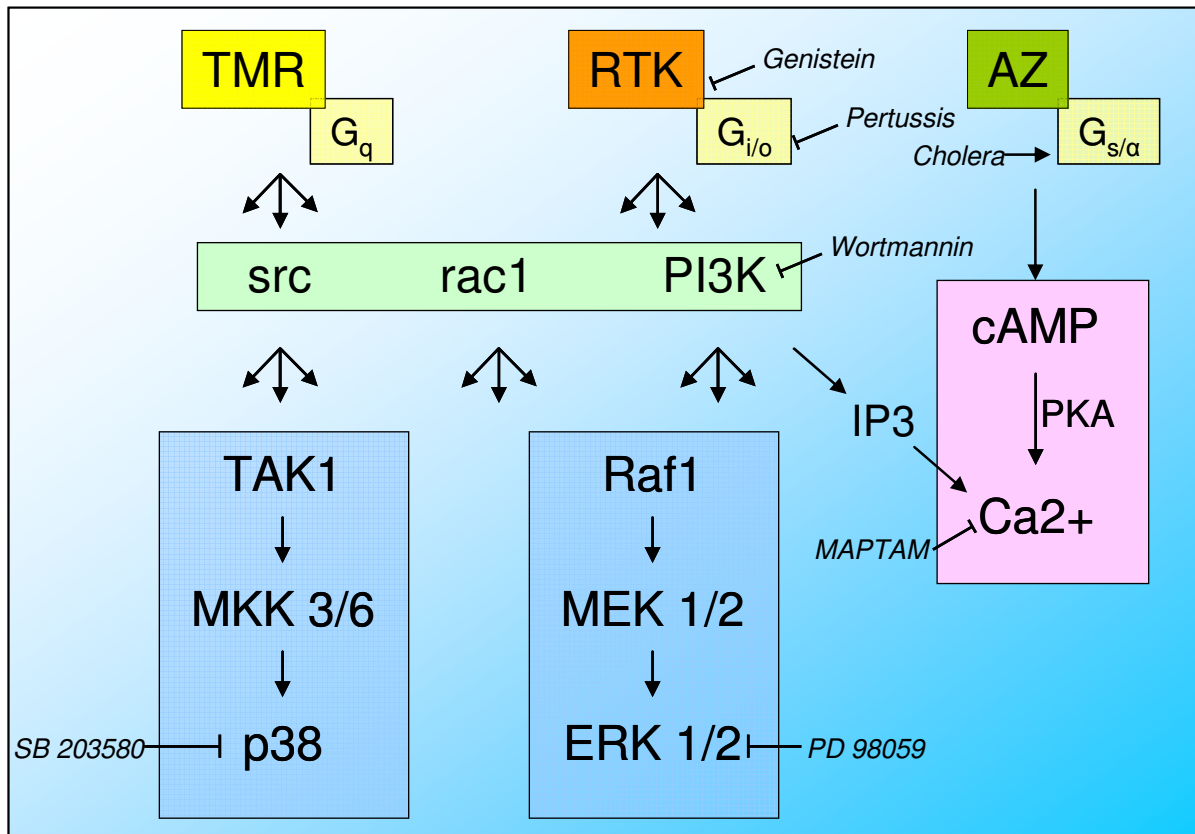 TMR
RTK
Genistein
AZ
Gq
Gi/o
Pertussis
Cholera
Gs/α
src
rac1
PI3K
Wortmannin
cAMP
PKA
IP3
Ca2+
MAPTAM
TAK1
Raf1
MKK 3/6
MEK 1/2
SB 203580
p38
ERK 1/2
PD 98059